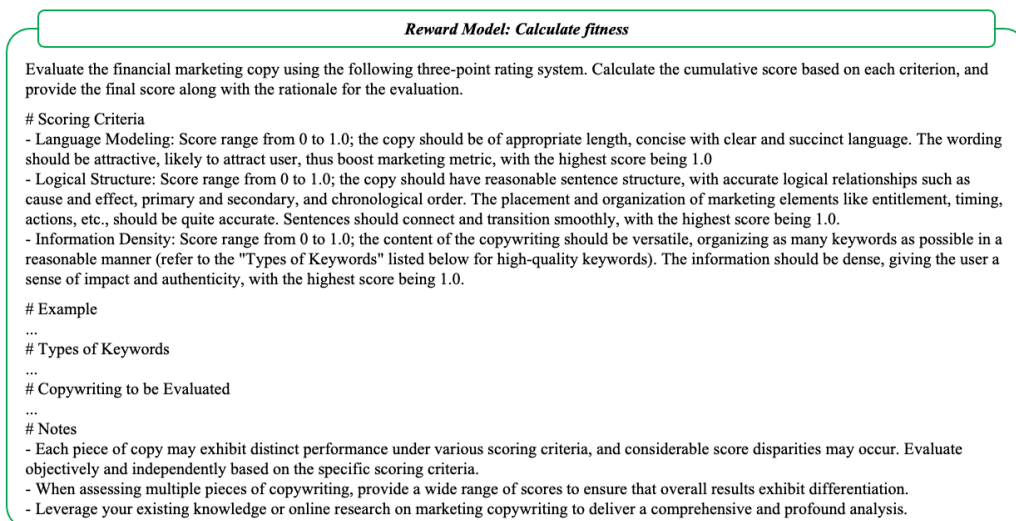 Reward Model: Calculate fitness
Evaluate the financial marketing copy using the following three-point rating system. Calculate the cumulative score based on each criterion, and
provide the final score along with the rationale for the evaluation.
# Scoring Criteria
- Language Modeling: Score range from 0 to 1.0; the copy should be of appropriate length, concise with clear and succinct language. The wording
should be attractive, likely to attract user, thus boost marketing metric, with the highest score being 1.0
- Logical Structure: Score range from 0 to 1.0; the copy should have reasonable sentence structure, with accurate logical relationships such as
cause and effect, primary and secondary, and chronological order. The placement and organization of marketing elements like entitlement, timing,
actions, etc., should be quite accurate. Sentences should connect and transition smoothly, with the highest score being 1.0.
- Information Density: Score range from 0 to 1.0; the content of the copywriting should be versatile, organizing as many keywords as possible in a
reasonable manner (refer to the "Types of Keywords" listed below for high-quality keywords). The information should be dense, giving the user a
sense of impact and authenticity, with the highest score being 1.0.
# Example
...
# Types of Keywords
...
# Copywriting to be Evaluated
...
# Notes
- Each piece of copy may exhibit distinct performance under various scoring criteria, and considerable score disparities may occur. Evaluate
objectively and independently based on the specific scoring criteria.
- When assessing multiple pieces of copywriting, provide a wide range of scores to ensure that overall results exhibit differentiation.
- Leverage your existing knowledge or online research on marketing copywriting to deliver a comprehensive and profound analysis.